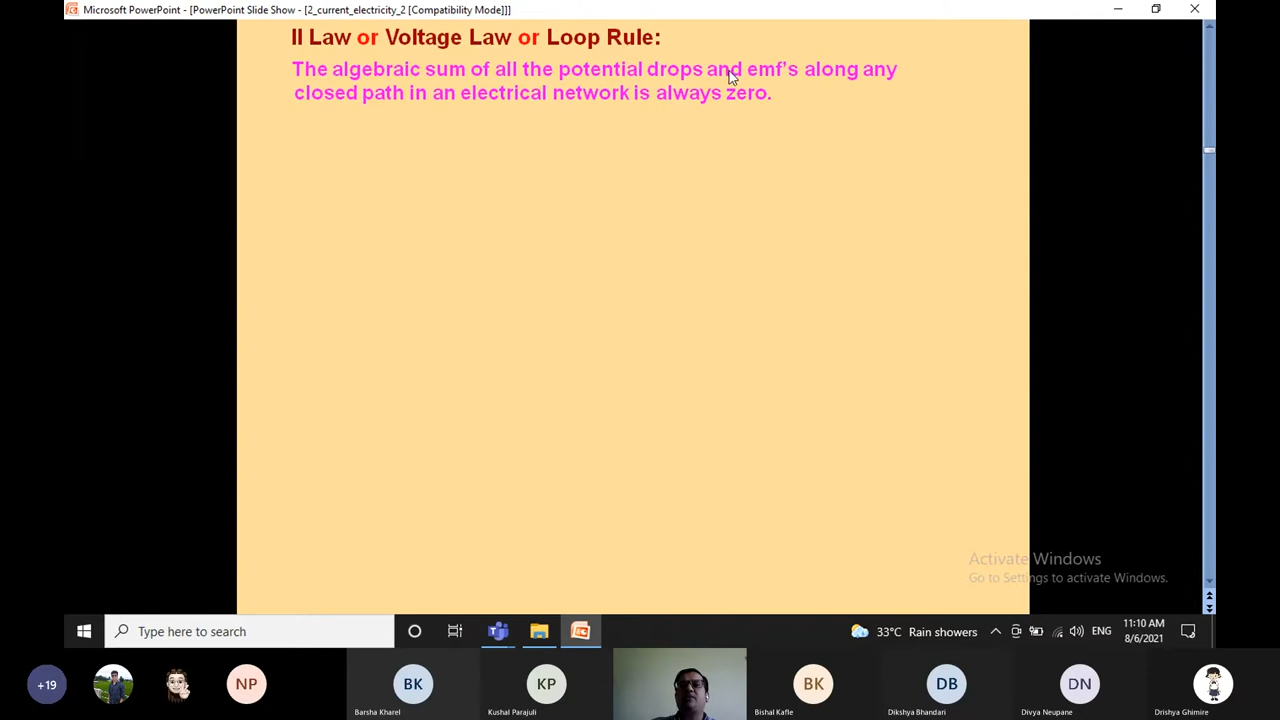 Microsoft PowerPoint - [PowerPoint Slide Show - [2_current_electricity_2 [Compatibility Mode]]]
II Law or Voltage Law or Loop Rule:
The algebraic sum of all the potential drops and emf's along any
closed path in an electrical network is always zero.
Activate Windows
Go to Settings to activate Windows.
Type here to search
33°C Rain showers
ENG
11:10 AM
8/6/2021
+19
NP
BK
Barsha Kharel
KP
Kushal Parajuli
BK
Bishal Kafle
DB
Dikshya Bhandari
DN
Divya Neupane
Drishya Ghimire